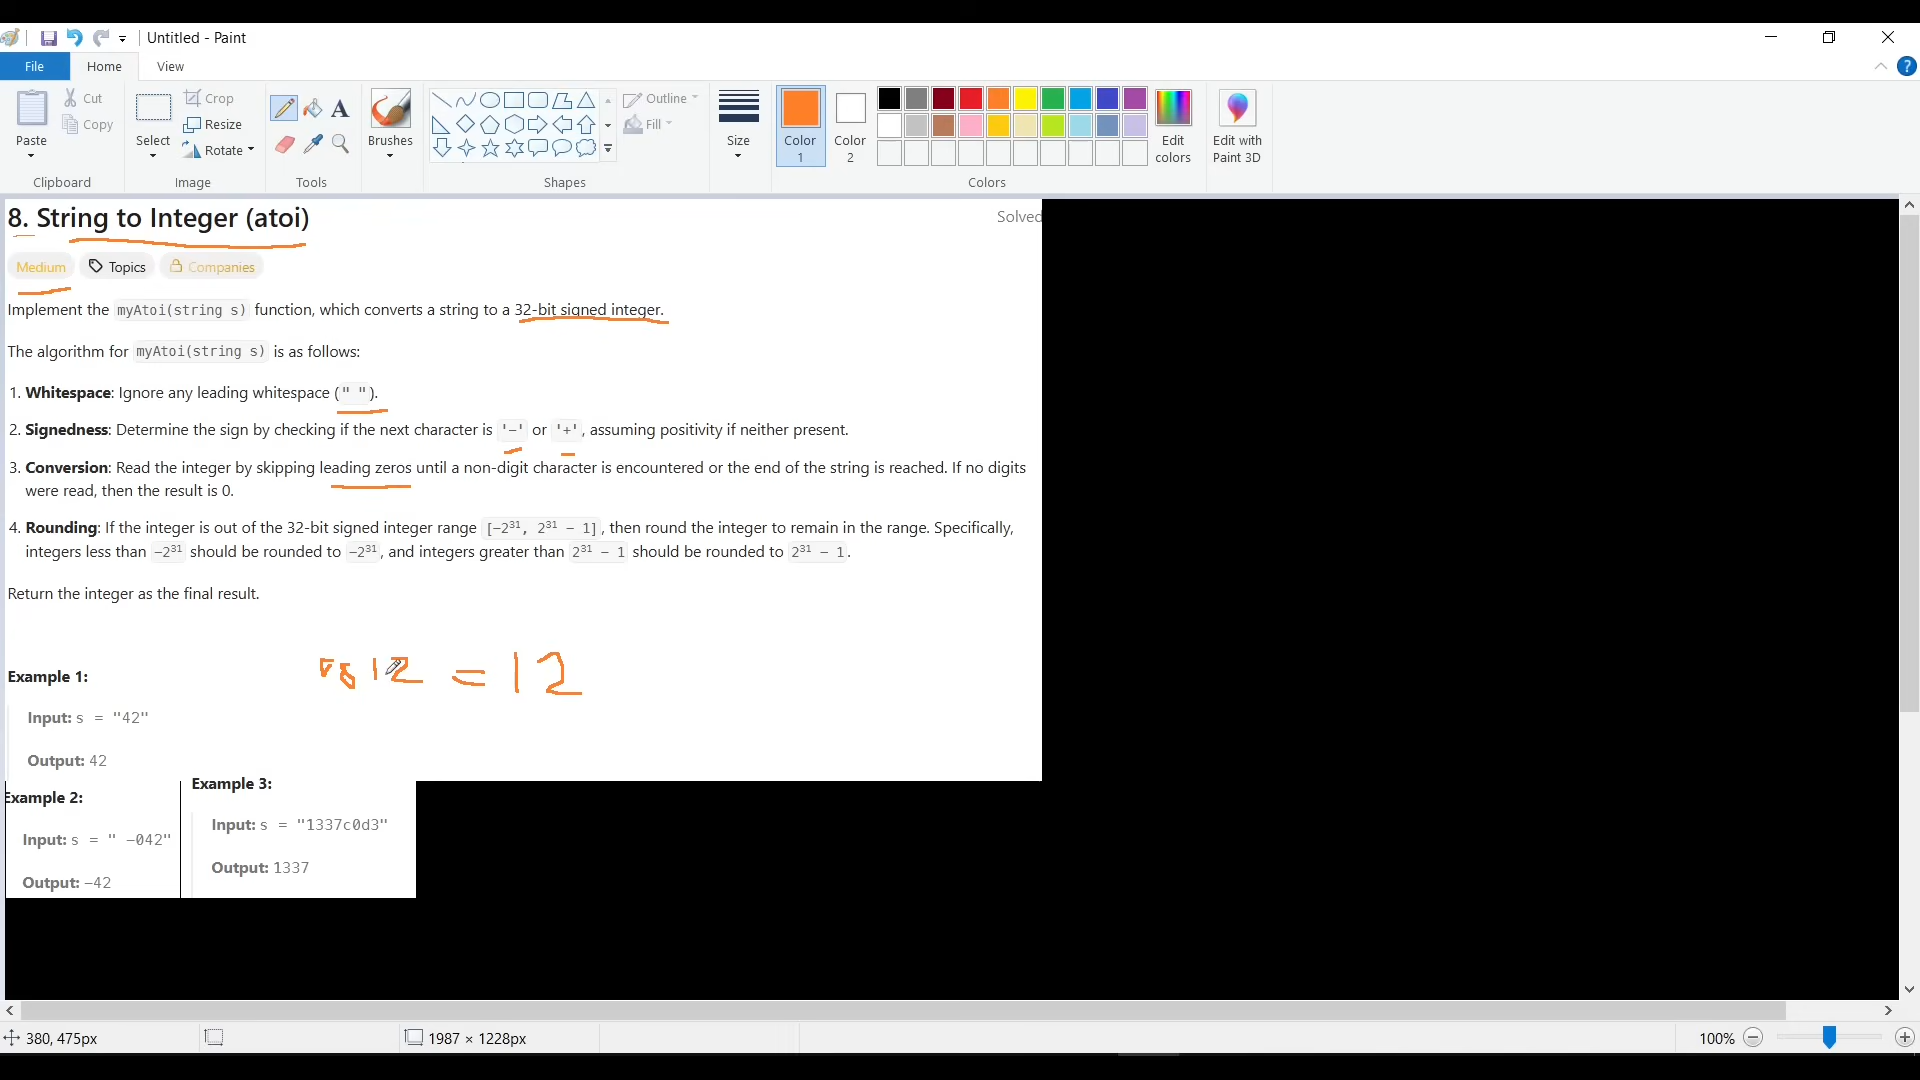 Untitled - Paint
File Home View
Paste
Cut
Copy
Clipboard
Select
Crop
Resize
Rotate
Image
Tools
Brushes
Outline
Fill
Shapes
Size
Color 1
Color 2
Edit colors
Edit with Paint 3D
Colors
8. String to Integer (atoi)
Solved
Medium Topics Companies
Implement the myAtoi(string s) function, which converts a string to a 32-bit signed integer.
The algorithm for myAtoi(string s) is as follows:
1. Whitespace: Ignore any leading whitespace (" ").
2. Signedness: Determine the sign by checking if the next character is '-' or '+', assuming positivity if neither present.
3. Conversion: Read the integer by skipping leading zeros until a non-digit character is encountered or the end of the string is reached. If no digits
were read, then the result is 0.
4. Rounding: If the integer is out of the 32-bit signed integer range [-2³¹, 2³¹ - 1], then round the integer to remain in the range. Specifically,
integers less than -2³¹ should be rounded to -2³¹, and integers greater than 2³¹ - 1 should be rounded to 2³¹ - 1.
Return the integer as the final result.
12 = 12
Example 1:
Input: s = "42"
Output: 42
Example 2:
Input: s = " -042"
Output: -42
Example 3:
Input: s = "1337c0d3"
Output: 1337
380, 475px
1987 × 1228px
100%